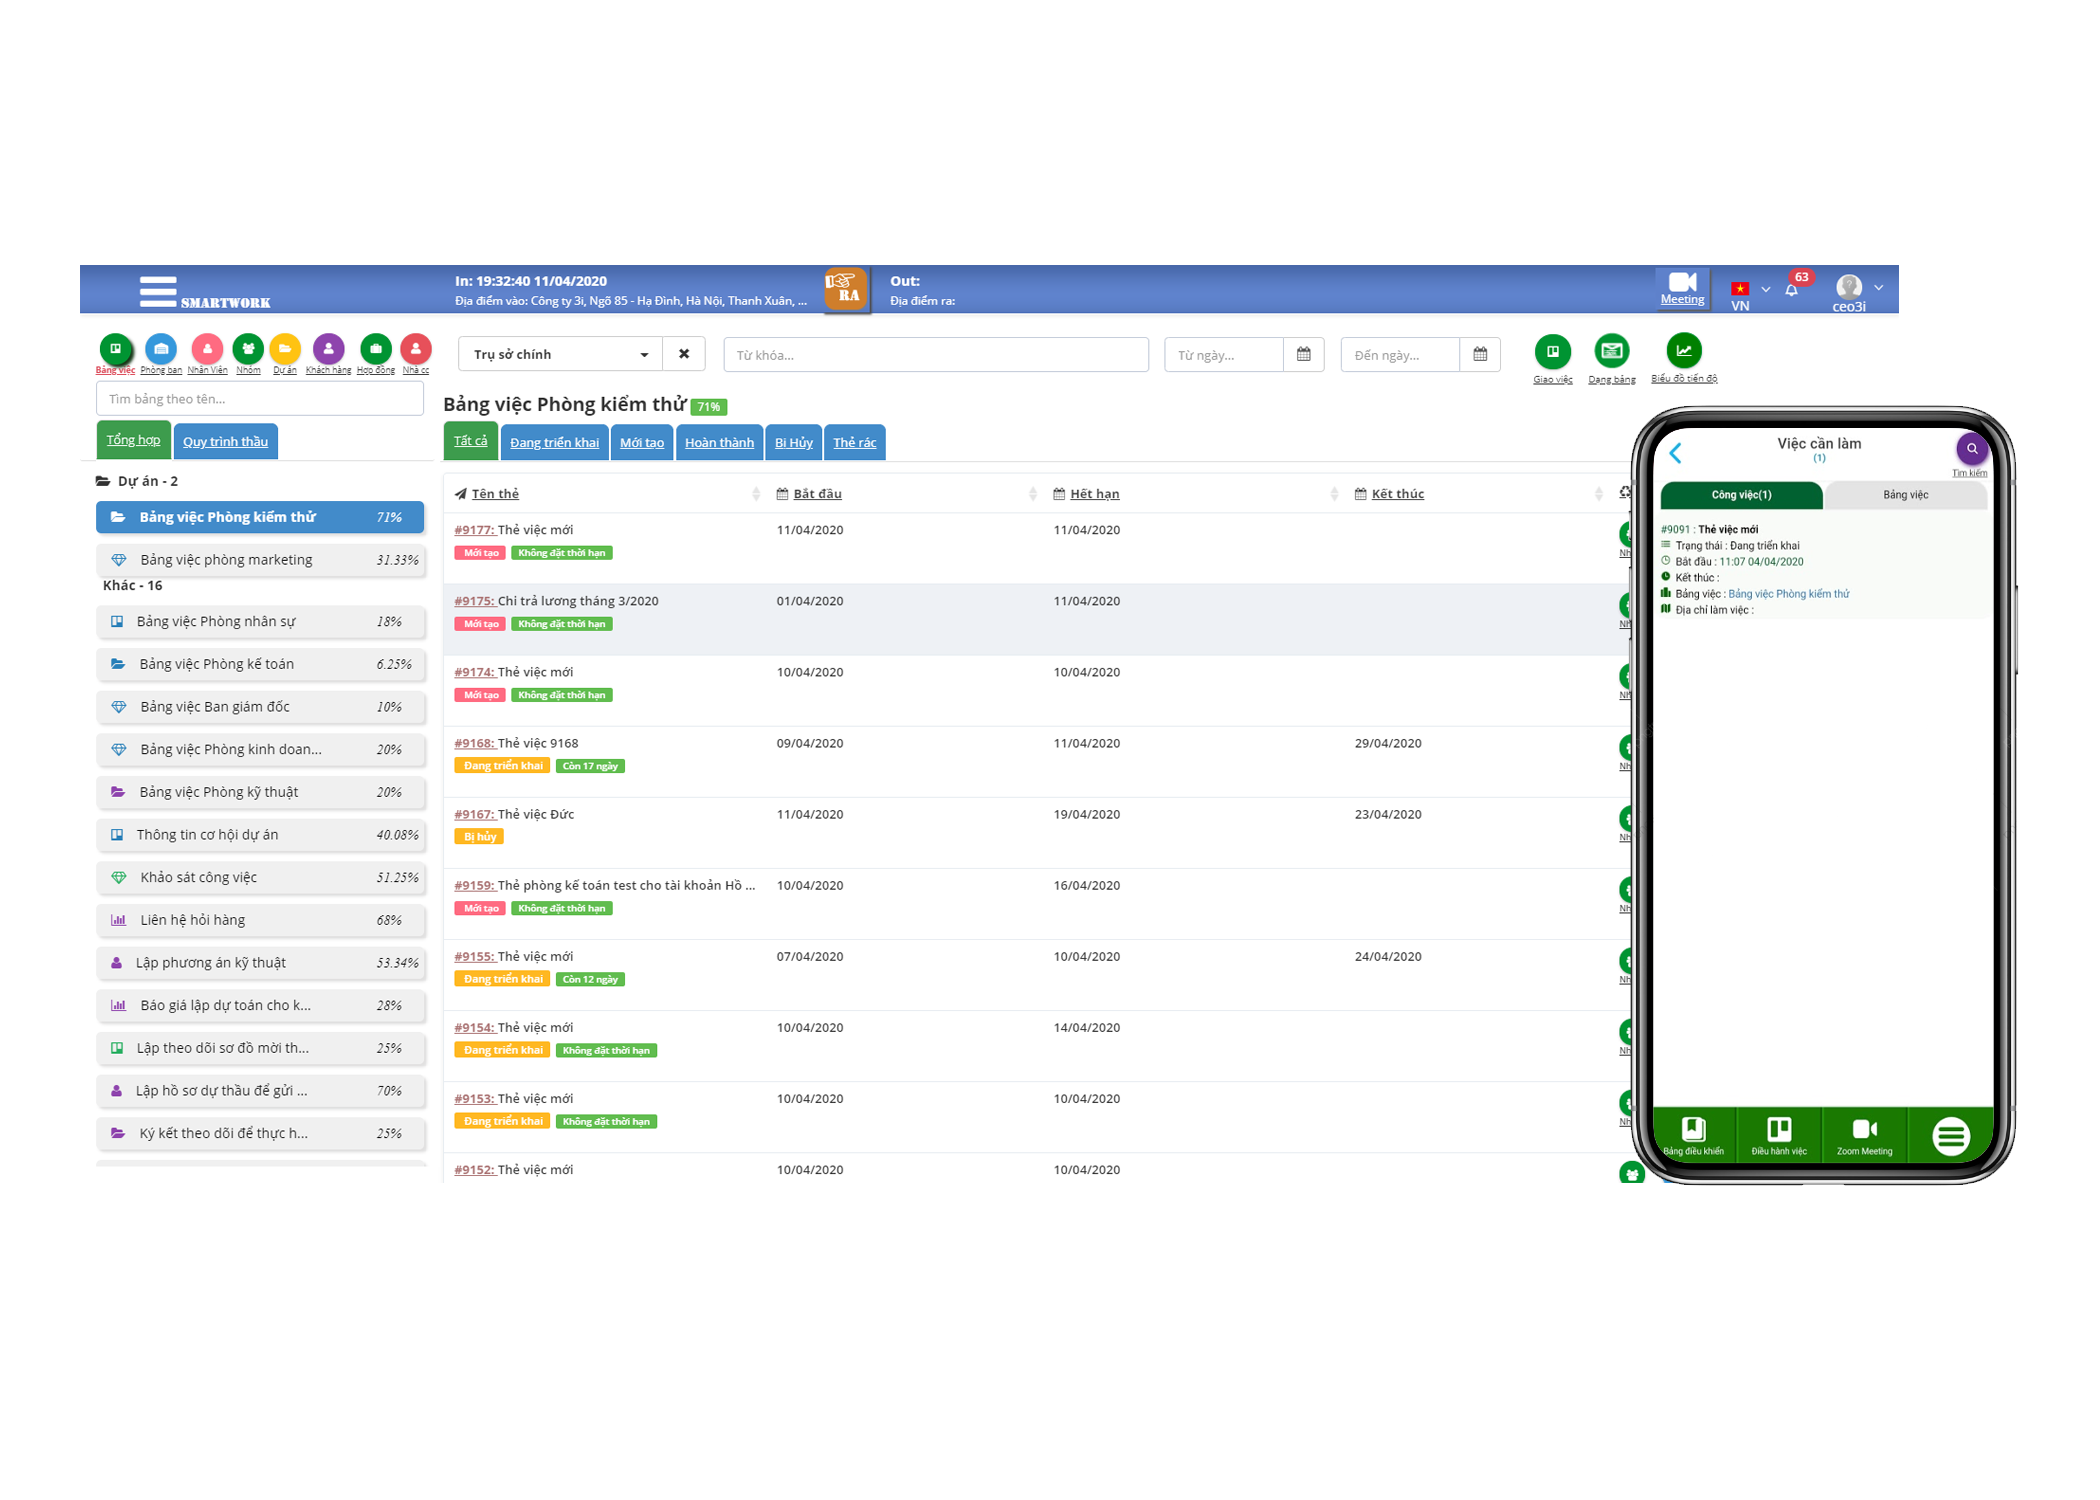 SMARTWORK
In: 19:32:40 11/04/2020
Địa điểm vào: Công ty 3i, Ngõ 85 - Hạ Đình, Hà Nội, Thanh Xuân, ...
RA
Out:
Địa điểm ra:
Meeting
VN
63
ceo3i
Bảng việc
Phòng ban
Nhân Viên
Nhóm
Dự án
Khách hàng
Hợp đồng
Nhà cc
Trụ sở chính
Từ khóa...
Từ ngày...
Đến ngày...
Giao việc
Dạng bảng
Biểu đồ tiến độ
Tìm bảng theo tên...
Tổng hợp
Quy trình thầu
Dự án - 2
Bảng việc Phòng kiểm thử 71%
Bảng việc phòng marketing 31.33%
Khác - 16
Bảng việc Phòng nhân sự 18%
Bảng việc Phòng kế toán 6.25%
Bảng việc Ban giám đốc 10%
Bảng việc Phòng kinh doan... 20%
Bảng việc Phòng kỹ thuật 20%
Thông tin cơ hội dự án 40.08%
Khảo sát công việc 51.25%
Liên hệ hỏi hàng 68%
Lập phương án kỹ thuật 53.34%
Báo giá lập dự toán cho k... 28%
Lập theo dõi sơ đồ mời th... 25%
Lập hồ sơ dự thầu để gửi ... 70%
Ký kết theo dõi để thực h... 25%
Bảng việc Phòng kiểm thử 71%
Tất cả
Đang triển khai
Mới tạo
Hoàn thành
Bị Hủy
Thẻ rác
Tên thẻ Bắt đầu Hết hạn Kết thúc
#9177: Thẻ việc mới 11/04/2020 11/04/2020
Mới tạo Không đặt thời hạn
#9175: Chi trả lương tháng 3/2020 01/04/2020 11/04/2020
Mới tạo Không đặt thời hạn
#9174: Thẻ việc mới 10/04/2020 10/04/2020
Mới tạo Không đặt thời hạn
#9168: Thẻ việc 9168 09/04/2020 11/04/2020 29/04/2020
Đang triển khai Còn 17 ngày
#9167: Thẻ việc Đức 11/04/2020 19/04/2020 23/04/2020
Bị hủy
#9159: Thẻ phòng kế toán test cho tài khoản Hồ ... 10/04/2020 16/04/2020
Mới tạo Không đặt thời hạn
#9155: Thẻ việc mới 07/04/2020 10/04/2020 24/04/2020
Đang triển khai Còn 12 ngày
#9154: Thẻ việc mới 10/04/2020 14/04/2020
Đang triển khai Không đặt thời hạn
#9153: Thẻ việc mới 10/04/2020 10/04/2020
Đang triển khai Không đặt thời hạn
#9152: Thẻ việc mới 10/04/2020 10/04/2020
Việc cần làm
(1)
Tìm kiếm
Công việc(1)
Bảng việc
#9091 : Thẻ việc mới
Trạng thái : Đang triển khai
Bắt đầu : 11:07 04/04/2020
Kết thúc :
Bảng việc : Bảng việc Phòng kiểm thử
Địa chỉ làm việc :
Bảng điều khiển
Điều hành việc
Zoom Meeting